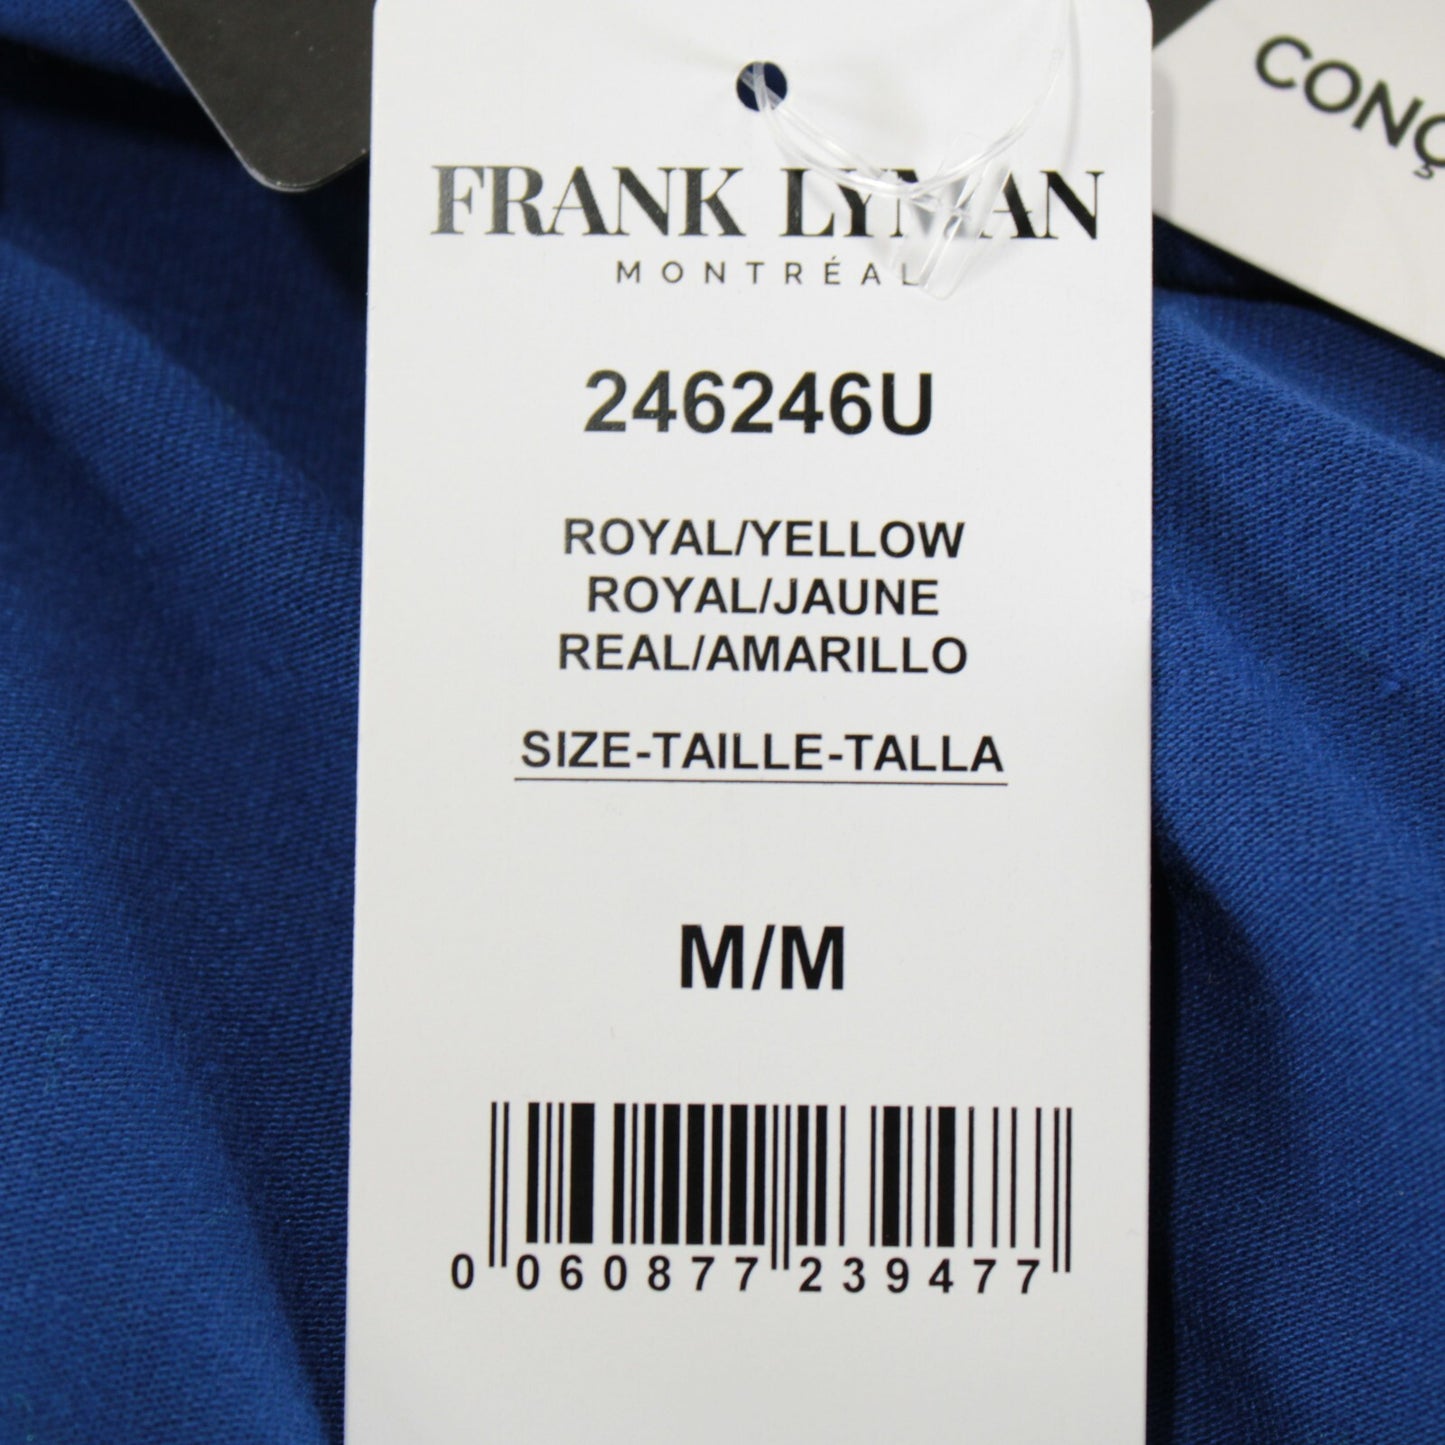 FRANK LYMAN
MONTRÉAL
246246U
ROYAL/YELLOW
ROYAL/JAUNE
REAL/AMARILLO
SIZE-TAILLE-TALLA
M/M
0 060877 239477